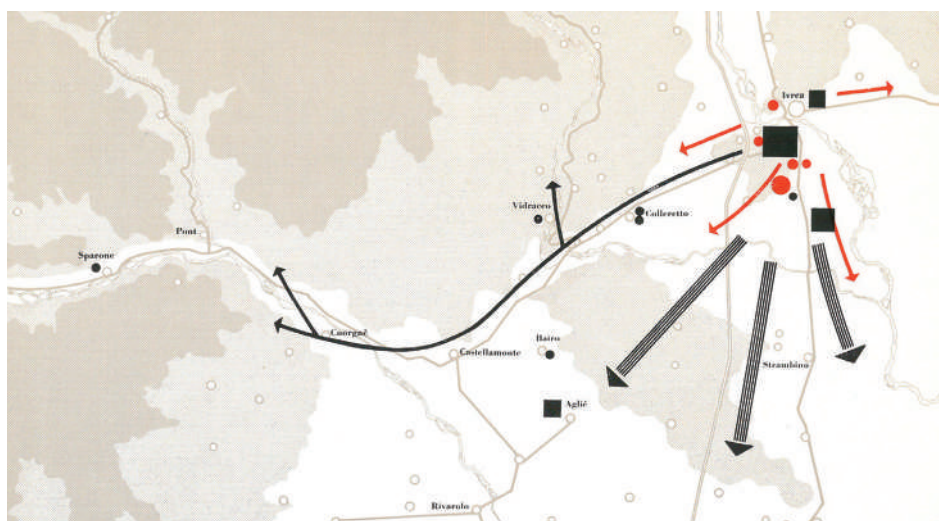 Ivrea
Vidracco
Colleretto
Pont
Sparone
Cuorgnè
Castellamonte
Bairo
Strambino
Agliè
Rivarolo